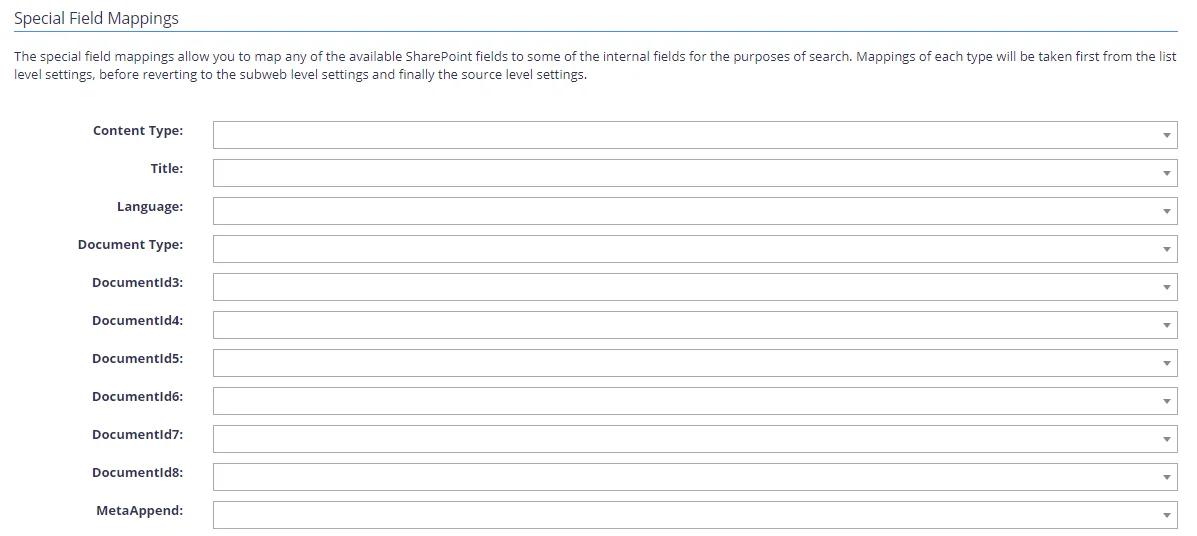 Special Field Mappings
The special field mappings allow you to map any of the available SharePoint fields to some of the internal fields for the purposes of search. Mappings of each type will be taken first from the list
level settings, before reverting to the subweb level settings and finally the source level settings.
Content Type:
Title:
Language:
Document Type:
DocumentId3:
DocumentId4:
DocumentId5:
DocumentId6:
DocumentId7:
DocumentId8:
MetaAppend: